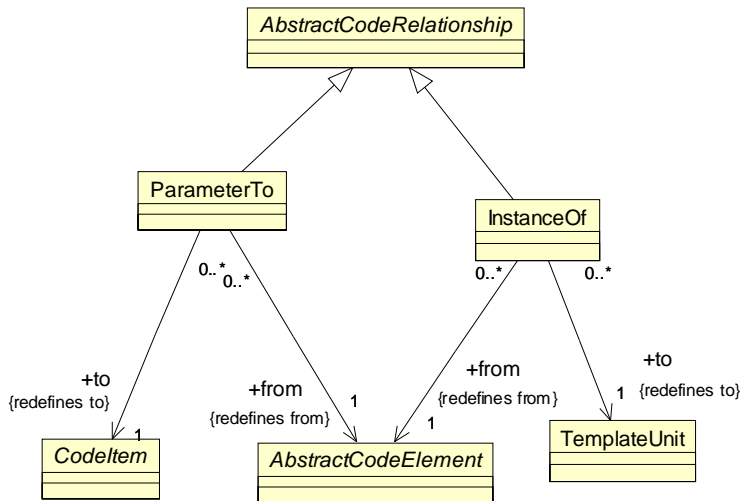 AbstractCodeRelationship
ParameterTo
InstanceOf
0..*
0..*
0..*
0..*
+to
{redefines to}
1
+from
{redefines from}
1
+from
{redefines from}
1
+to
{redefines to}
1
CodeItem
AbstractCodeElement
TemplateUnit